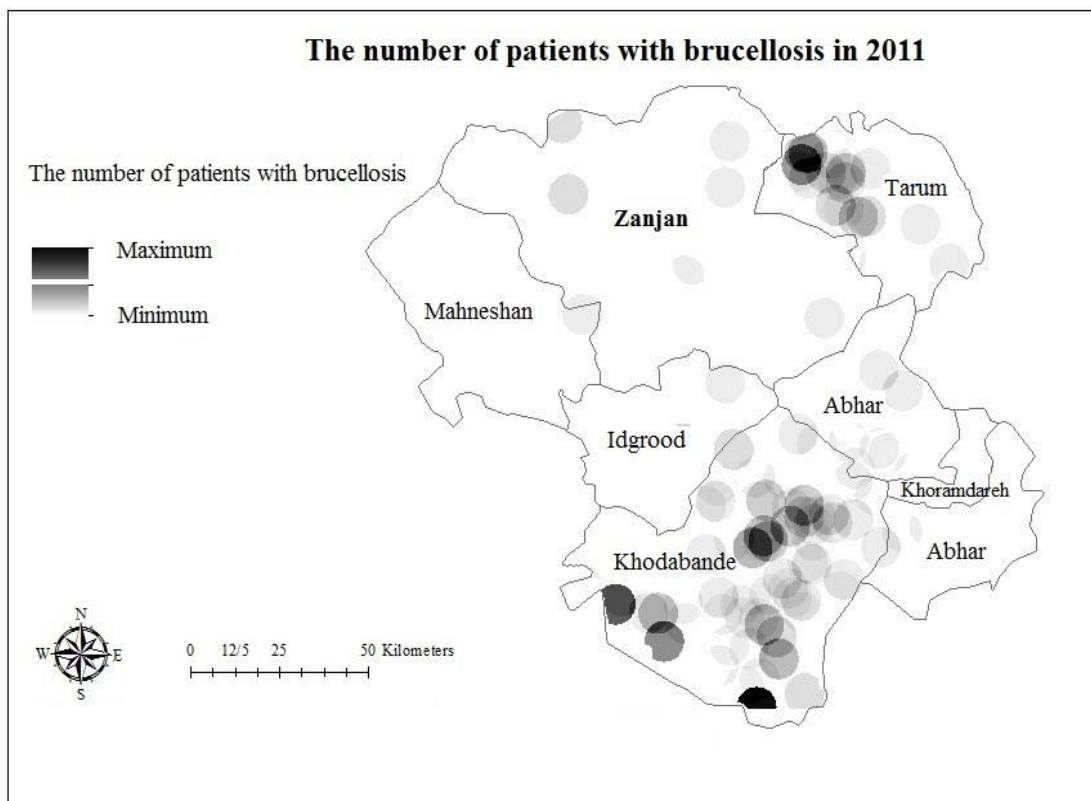 The number of patients with brucellosis in 2011
The number of patients with brucellosis
Maximum
Minimum
Tarum
Zanjan
Mahneshan
Abhar
Idgrood
Khoramdareh
Abhar
Khodabande
N
W E
S
0 12/5 25 50 Kilometers